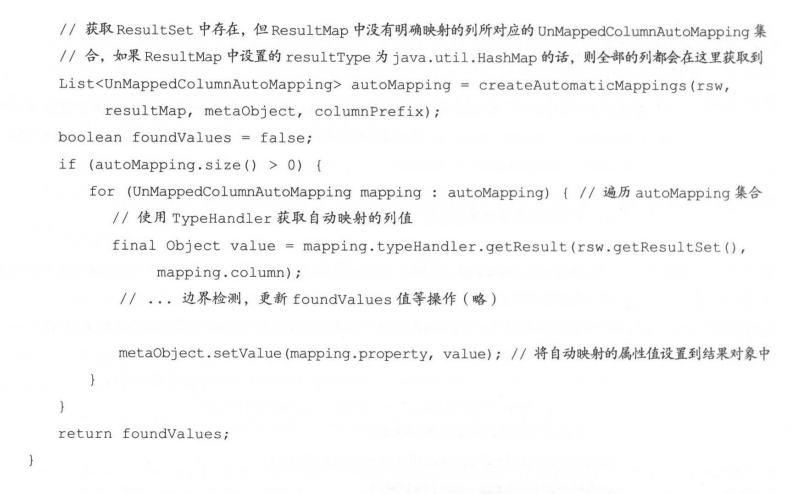 // 获取 ResultSet 中存在，但 ResultMap 中没有明确映射的列所对应的 UnMappedColumnAutoMapping 集
// 合，如果 ResultMap 中设置的 resultType 为 java.util.HashMap 的话，则全部的列都会在这里获取到
List<UnMappedColumnAutoMapping> autoMapping = createAutomaticMappings(rsw,
resultMap, metaObject, columnPrefix);
boolean foundValues = false;
if (autoMapping.size() > 0) {
for (UnMappedColumnAutoMapping mapping : autoMapping) { // 遍历 autoMapping 集合
// 使用 TypeHandler 获取自动映射的列值
final Object value = mapping.typeHandler.getResult(rsw.getResultSet(),
mapping.column);
// ... 边界检测，更新 foundValues 值等操作（略）
metaObject.setValue(mapping.property, value); // 将自动映射的属性值设置到结果对象中
}
}
return foundValues;
}